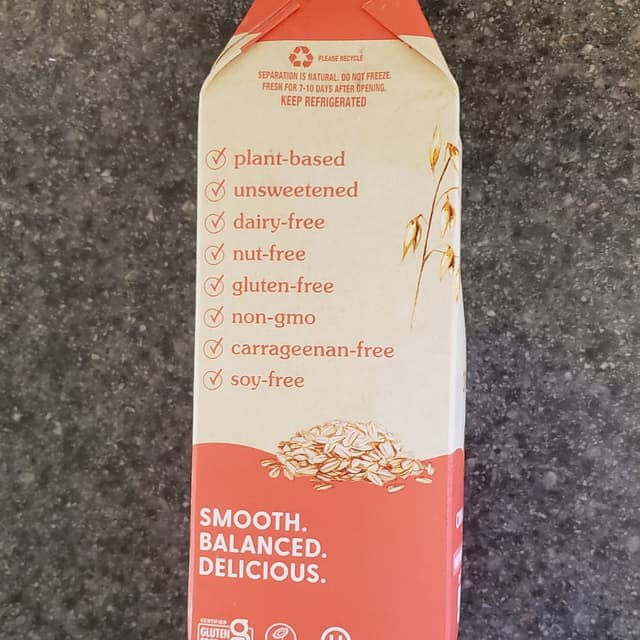 PLEASE RECYCLE
SEPARATION IS NATURAL. DO NOT FREEZE.
FRESH FOR 7-10 DAYS AFTER OPENING.
KEEP REFRIGERATED
plant-based
unsweetened
dairy-free
nut-free
gluten-free
non-gmo
carrageenan-free
soy-free
SMOOTH.
BALANCED.
DELICIOUS.
CERTIFIED
GLUTEN